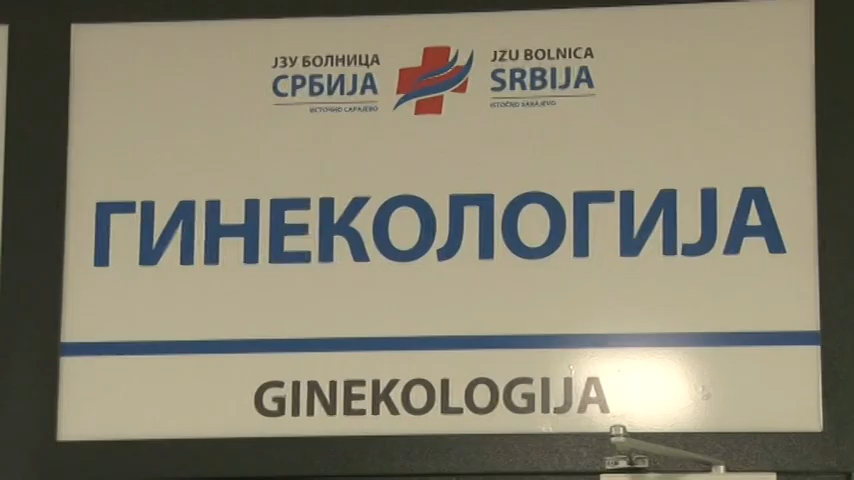 ЈЗУ БОЛНИЦА
СРБИЈА
ИСТОЧНО САРАЈЕВО
JZU BOLNICA
SRBIJA
ISTOČNO SARAJEVO
ГИНЕКОЛОГИЈА
GINEKOLOGIJA